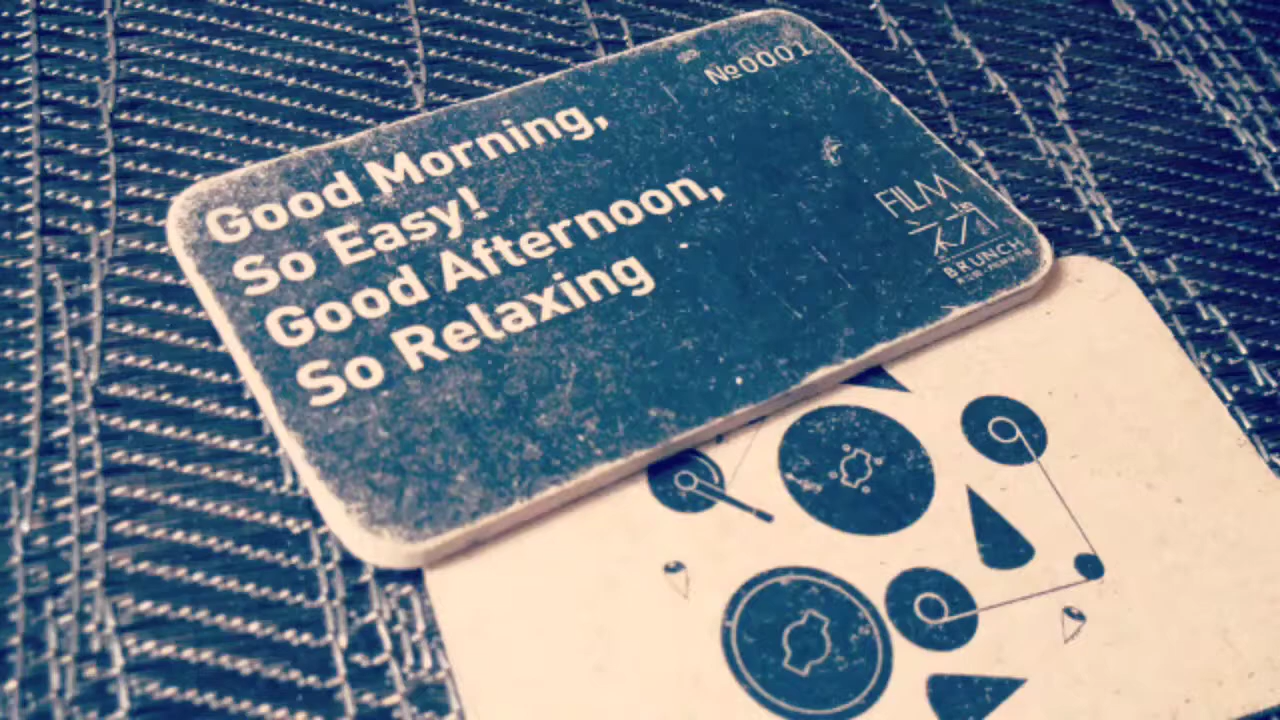 №0001
Good Morning,
So Easy!
Good Afternoon,
So Relaxing
FILM
BRUNCH